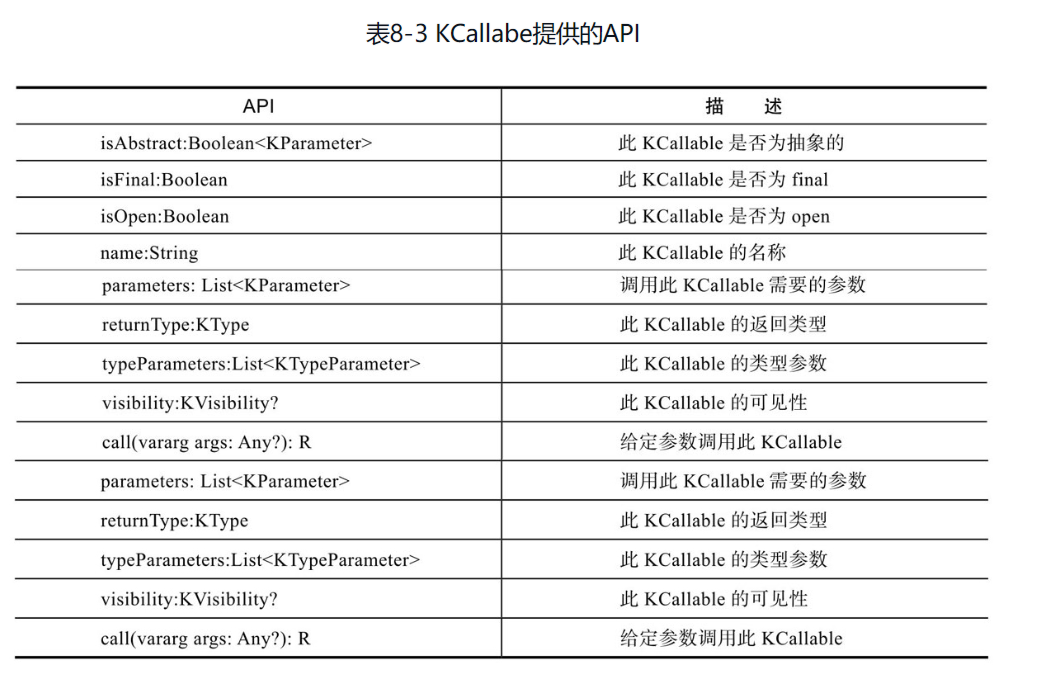 表8-3 KCallabe提供的API
API 描 述
isAbstract:Boolean<KParameter> 此 KCallable 是否为抽象的
isFinal:Boolean 此 KCallable 是否为 final
isOpen:Boolean 此 KCallable 是否为 open
name:String 此 KCallable 的名称
parameters: List<KParameter> 调用此 KCallable 需要的参数
returnType:KType 此 KCallable 的返回类型
typeParameters:List<KTypeParameter> 此 KCallable 的类型参数
visibility:KVisibility? 此 KCallable 的可见性
call(vararg args: Any?): R 给定参数调用此 KCallable
parameters: List<KParameter> 调用此 KCallable 需要的参数
returnType:KType 此 KCallable 的返回类型
typeParameters:List<KTypeParameter> 此 KCallable 的类型参数
visibility:KVisibility? 此 KCallable 的可见性
call(vararg args: Any?): R 给定参数调用此 KCallable